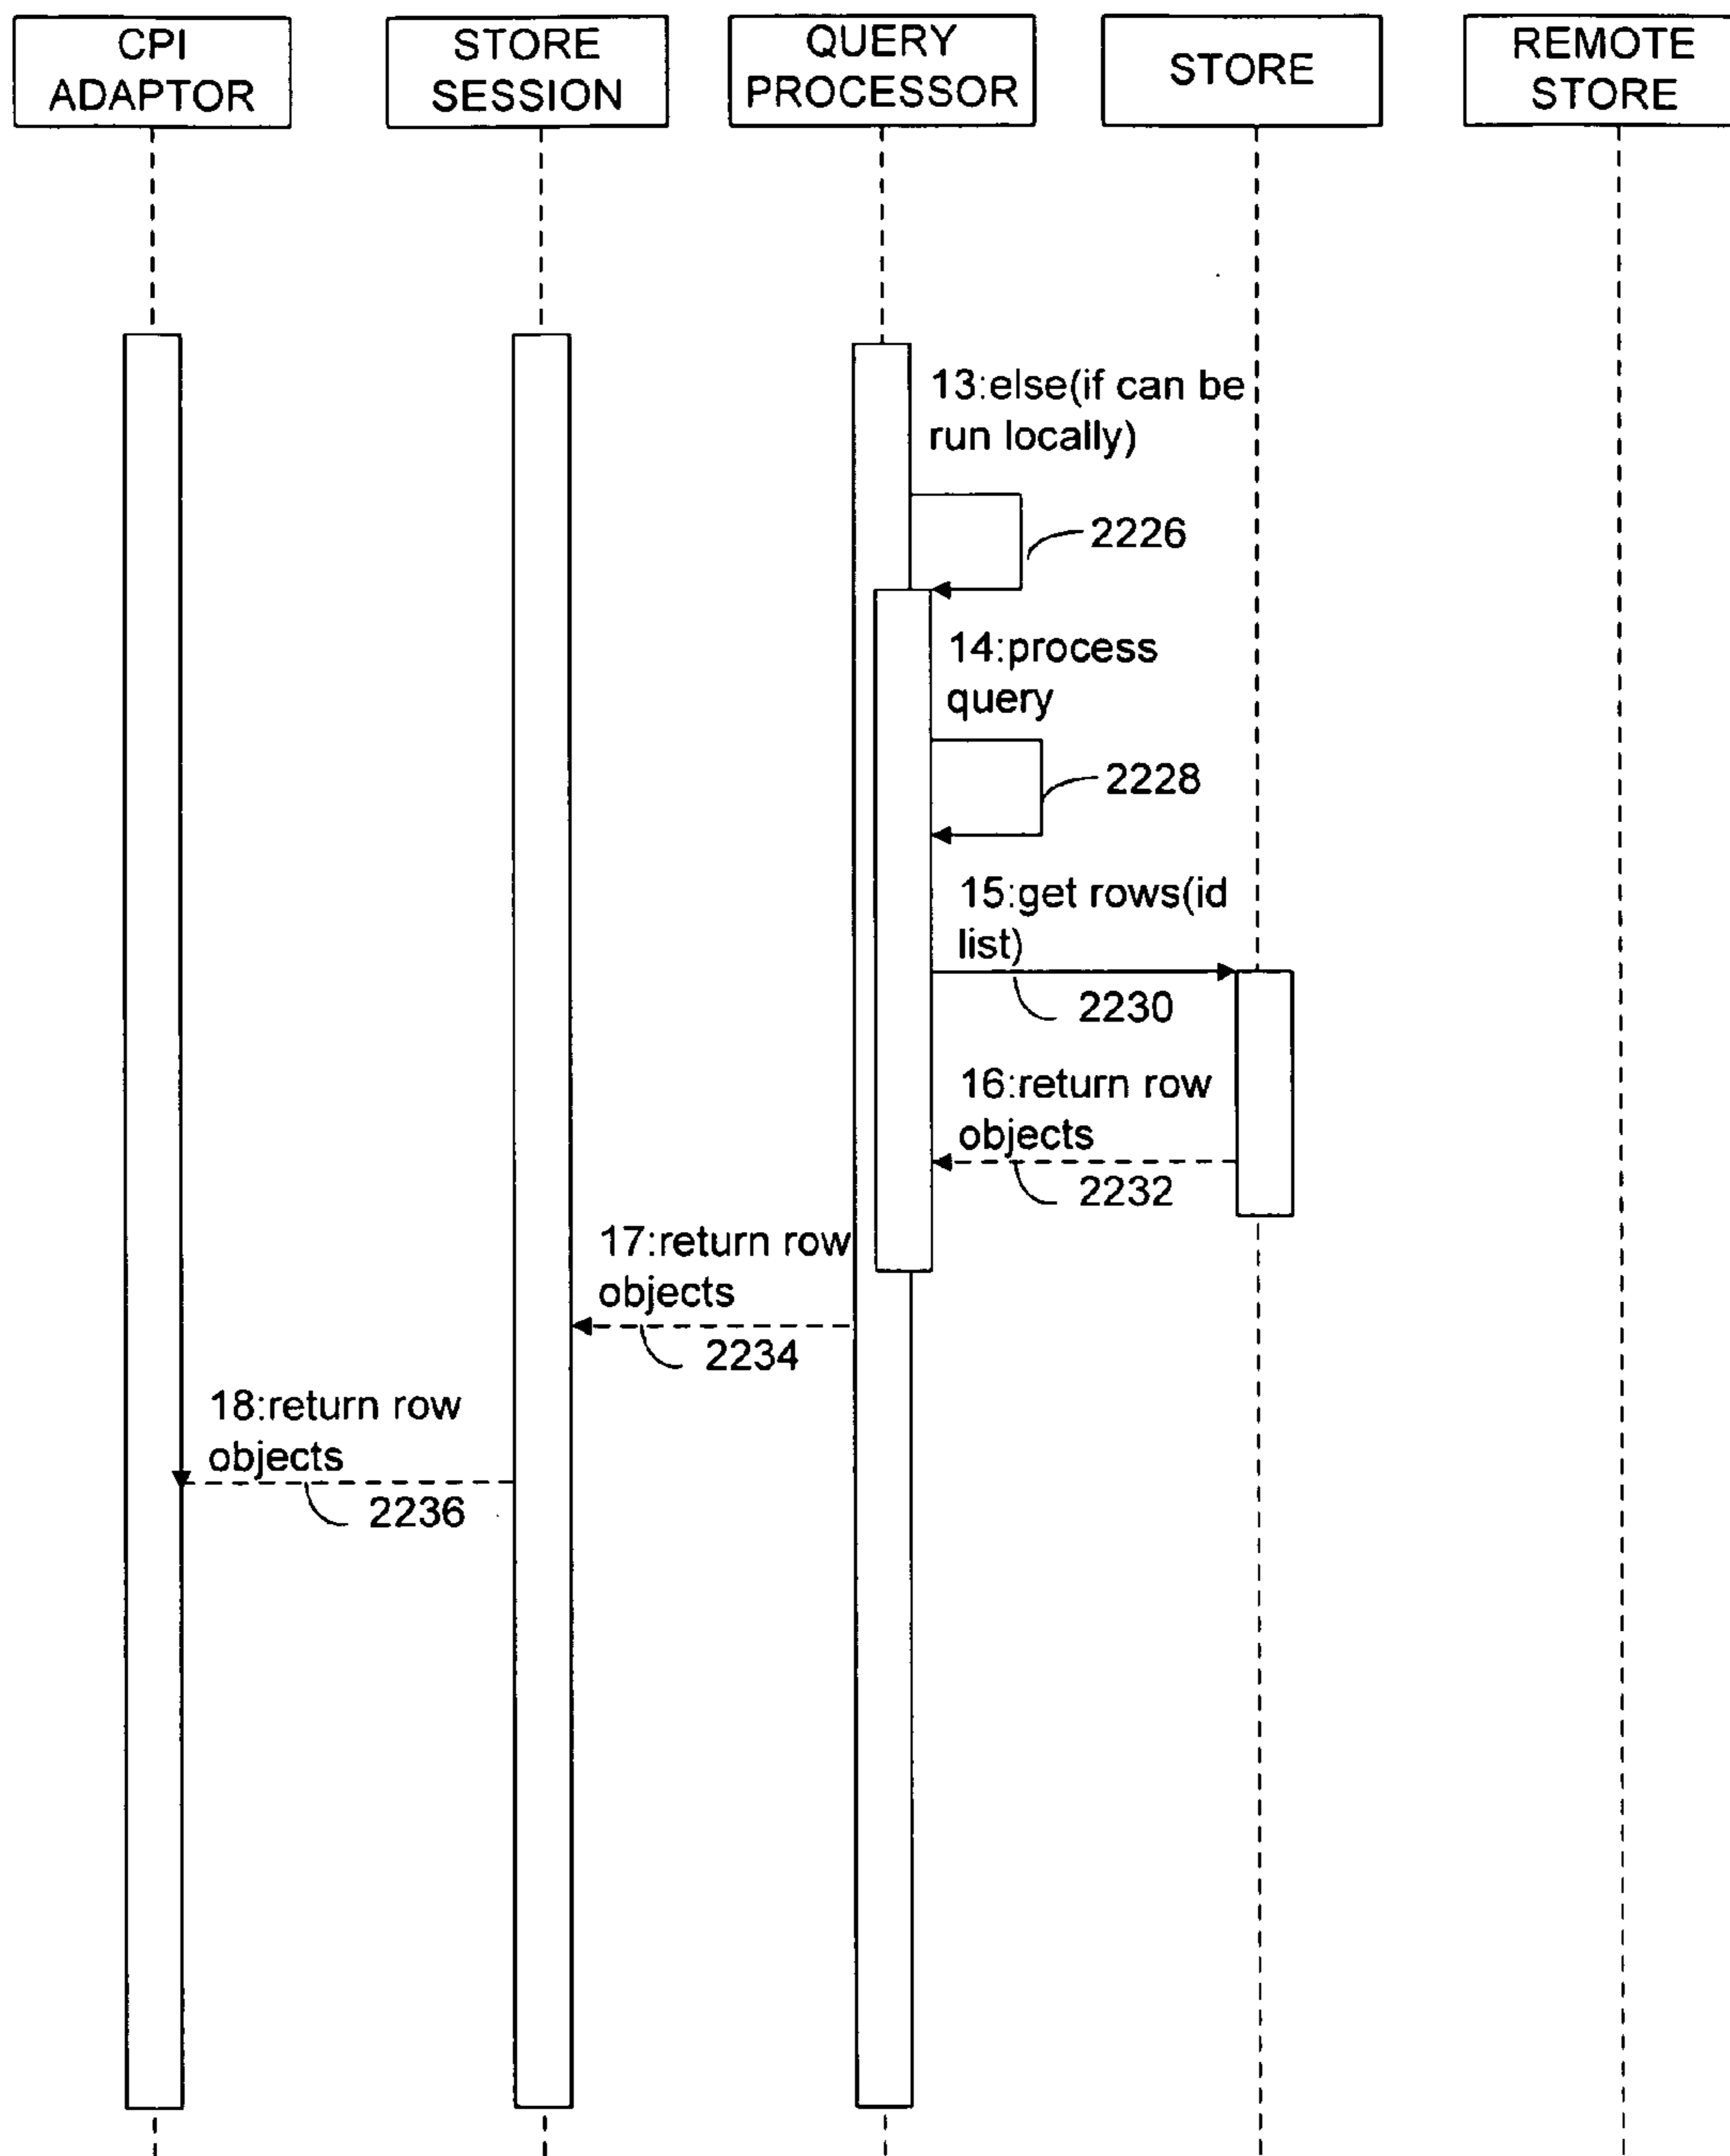 CPI
ADAPTOR
STORE
SESSION
QUERY
PROCESSOR
STORE
REMOTE
STORE
13:else(if can be
run locally)
2226
14:process
query
2228
15:get rows(id
list)
2230
16:return row
objects
2232
17:return row
objects
2234
18:return row
objects
2236